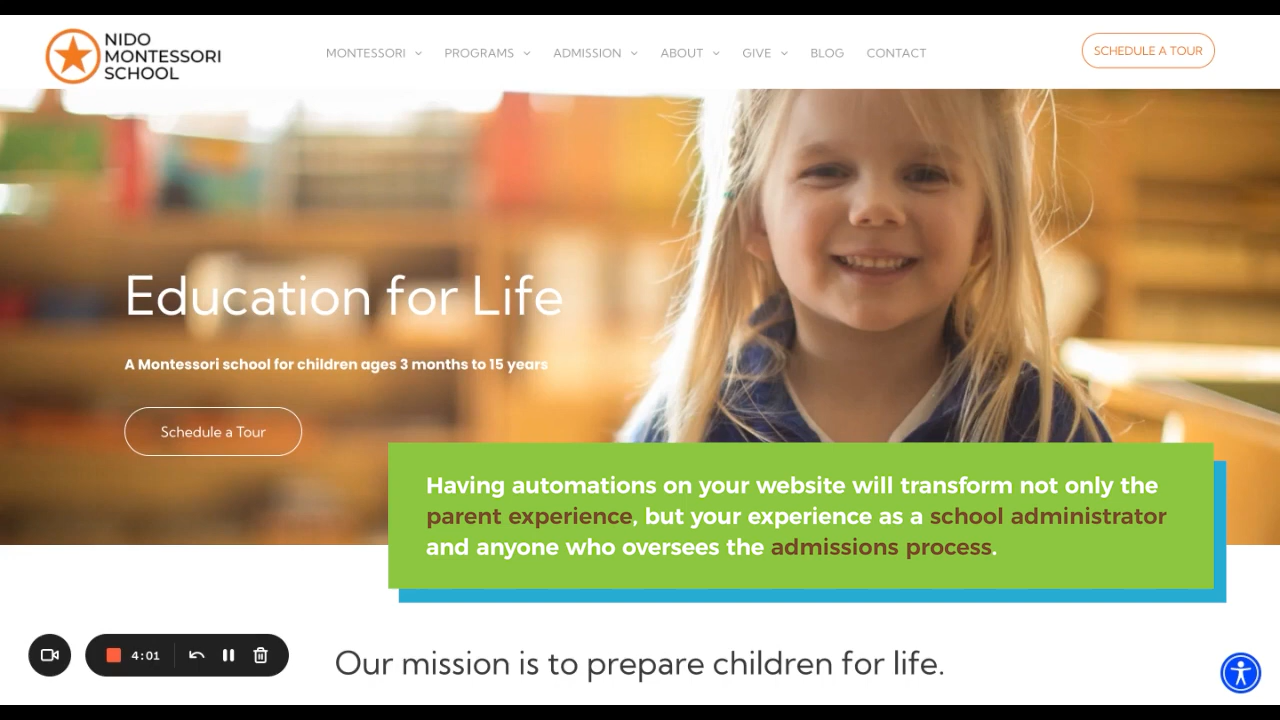 NIDO
MONTESSORI
SCHOOL
MONTESSORI PROGRAMS ADMISSION ABOUT GIVE BLOG CONTACT
SCHEDULE A TOUR
Education for Life
A Montessori school for children ages 3 months to 15 years
Schedule a Tour
Having automations on your website will transform not only the
parent experience, but your experience as a school administrator
and anyone who oversees the admissions process.
4:01
Our mission is to prepare children for life.